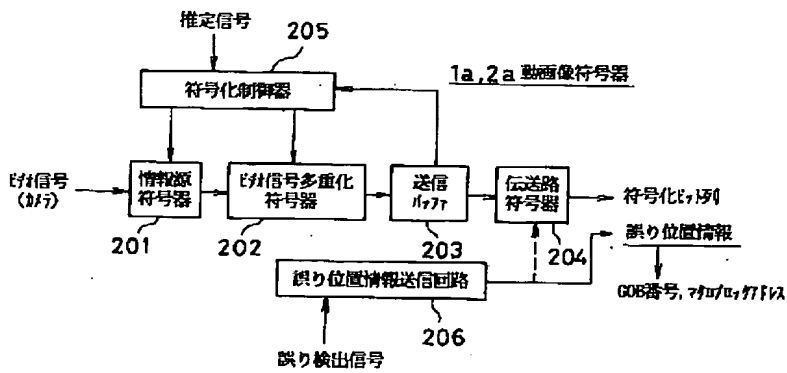 推定信号
205
1a,2a 動画像符号器
符号化制御器
ビデオ信号
(カメラ)
情報源
符号器
ビデオ信号多重化
符号器
送信
バッファ
伝送路
符号器
符号化ビット列
201
202
203
204
誤り位置情報
誤り位置情報送信回路
GOB番号,マクロブロックアドレス
206
誤り検出信号